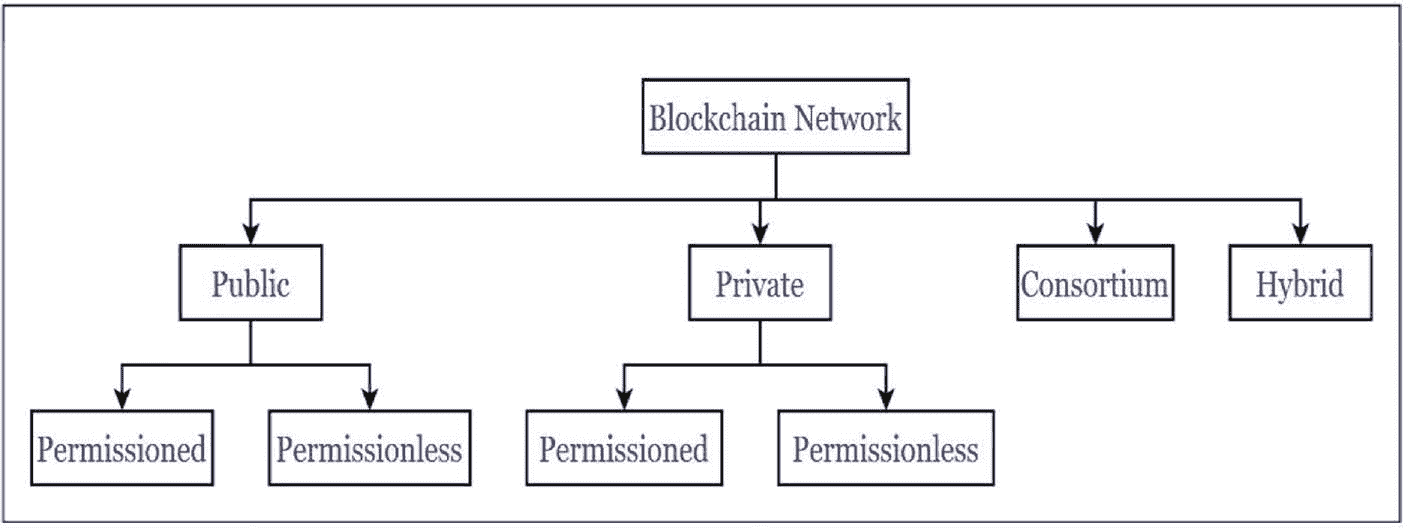 Blockchain Network
Public
Private
Consortium
Hybrid
Permissioned
Permissionless
Permissioned
Permissionless